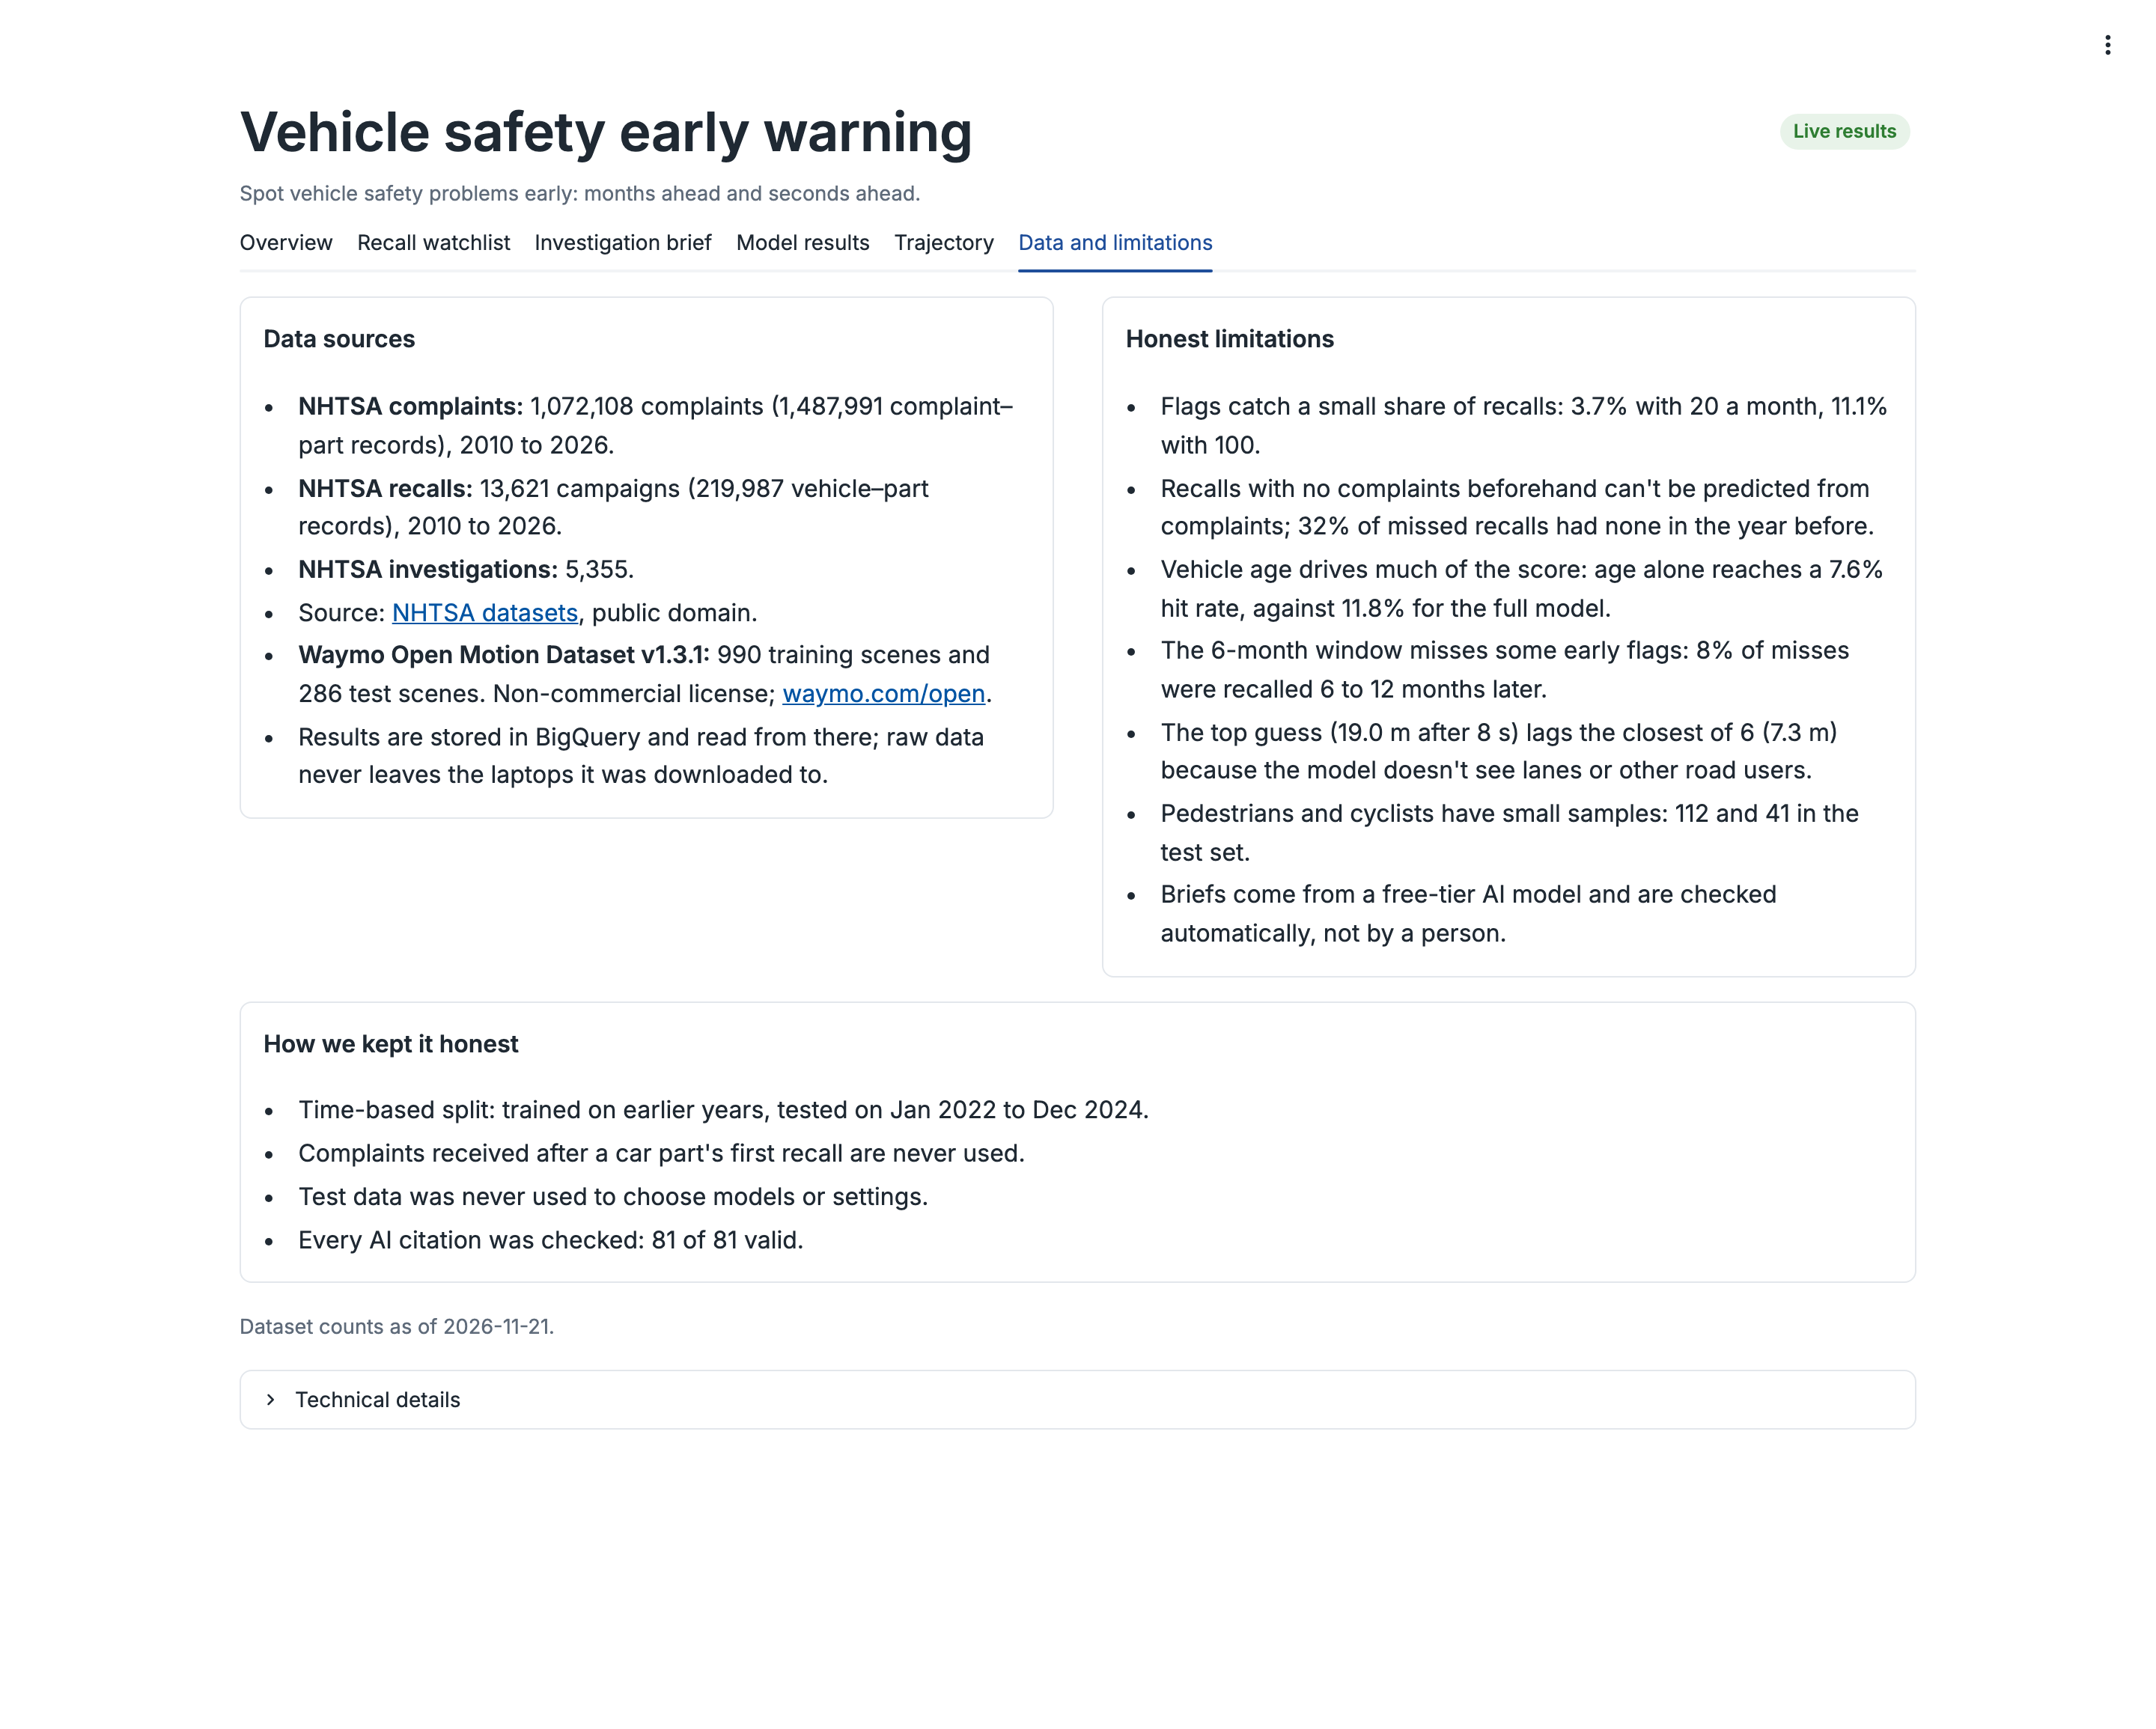 Vehicle safety early warning
Live results
Spot vehicle safety problems early: months ahead and seconds ahead.
Overview Recall watchlist Investigation brief Model results Trajectory Data and limitations
Data sources
• NHTSA complaints: 1,072,108 complaints (1,487,991 complaint–
part records), 2010 to 2026.
• NHTSA recalls: 13,621 campaigns (219,987 vehicle–part
records), 2010 to 2026.
• NHTSA investigations: 5,355.
• Source: NHTSA datasets, public domain.
• Waymo Open Motion Dataset v1.3.1: 990 training scenes and
286 test scenes. Non-commercial license; waymo.com/open.
• Results are stored in BigQuery and read from there; raw data
never leaves the laptops it was downloaded to.
Honest limitations
• Flags catch a small share of recalls: 3.7% with 20 a month, 11.1%
with 100.
• Recalls with no complaints beforehand can't be predicted from
complaints; 32% of missed recalls had none in the year before.
• Vehicle age drives much of the score: age alone reaches a 7.6%
hit rate, against 11.8% for the full model.
• The 6-month window misses some early flags: 8% of misses
were recalled 6 to 12 months later.
• The top guess (19.0 m after 8 s) lags the closest of 6 (7.3 m)
because the model doesn't see lanes or other road users.
• Pedestrians and cyclists have small samples: 112 and 41 in the
test set.
• Briefs come from a free-tier AI model and are checked
automatically, not by a person.
How we kept it honest
• Time-based split: trained on earlier years, tested on Jan 2022 to Dec 2024.
• Complaints received after a car part's first recall are never used.
• Test data was never used to choose models or settings.
• Every AI citation was checked: 81 of 81 valid.
Dataset counts as of 2026-11-21.
Technical details